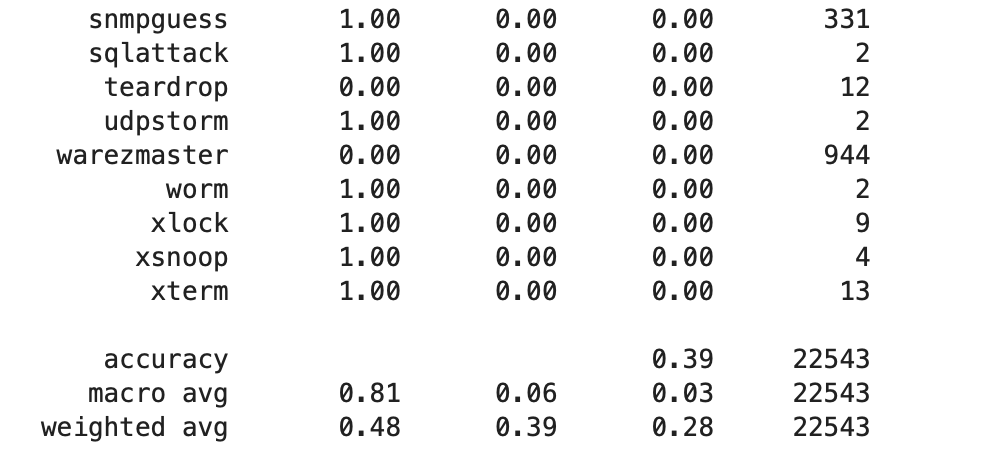 snmpguess 1.00 0.00 0.00 331
sqlattack 1.00 0.00 0.00 2
teardrop 0.00 0.00 0.00 12
udpstorm 1.00 0.00 0.00 2
warezmaster 0.00 0.00 0.00 944
worm 1.00 0.00 0.00 2
xlock 1.00 0.00 0.00 9
xsnoop 1.00 0.00 0.00 4
xterm 1.00 0.00 0.00 13
accuracy 0.39 22543
macro avg 0.81 0.06 0.03 22543
weighted avg 0.48 0.39 0.28 22543